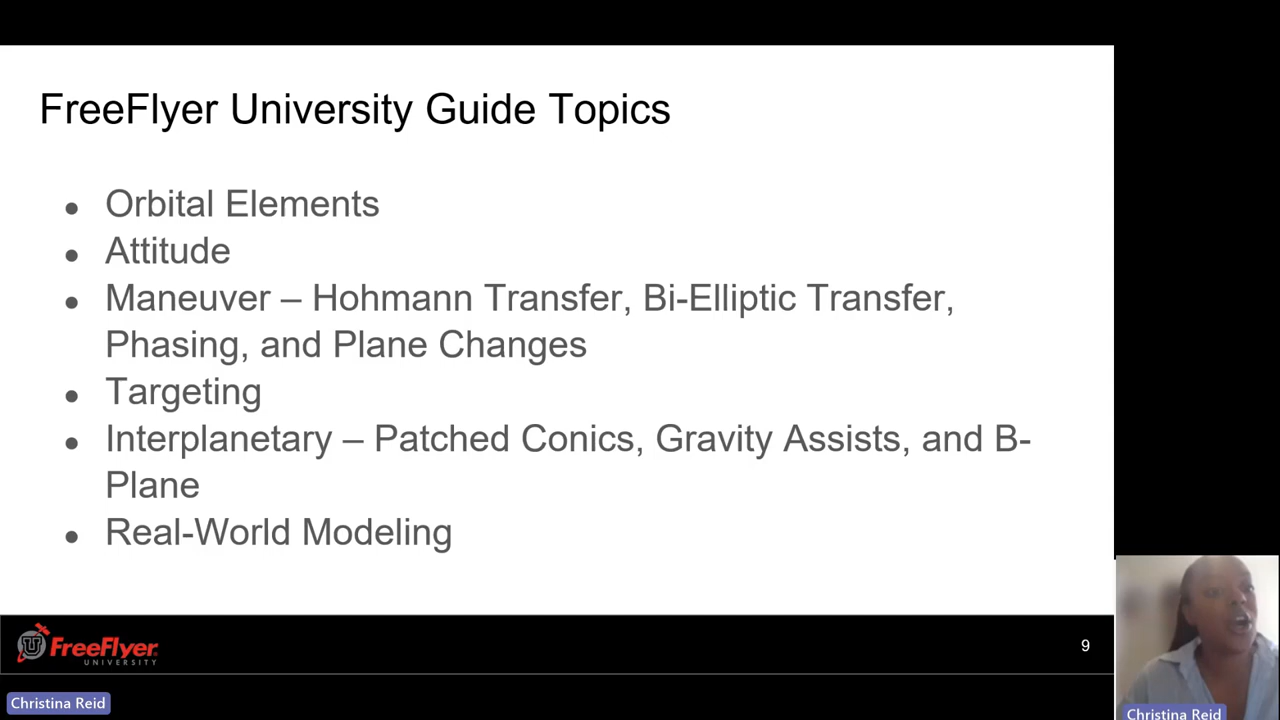 FreeFlyer University Guide Topics
● Orbital Elements
● Attitude
● Maneuver – Hohmann Transfer, Bi-Elliptic Transfer,
Phasing, and Plane Changes
● Targeting
● Interplanetary – Patched Conics, Gravity Assists, and B-
Plane
● Real-World Modeling
U FreeFlyer
UNIVERSITY
9
Christina Reid
Christina Reid